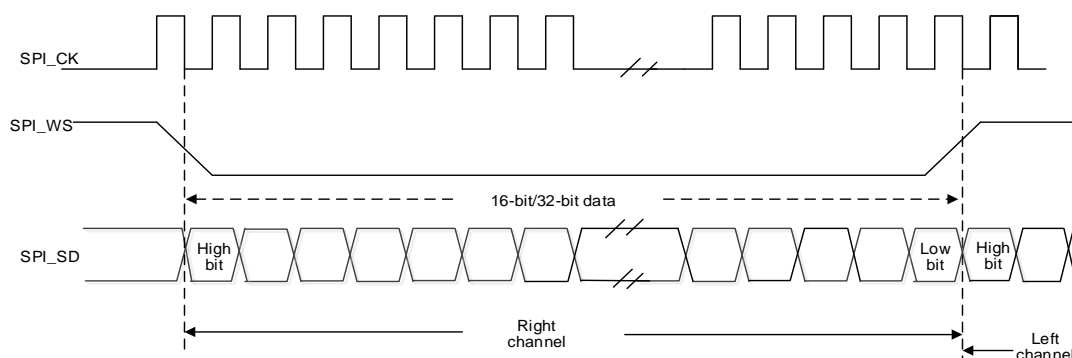 SPI_CK
SPI_WS
16-bit/32-bit data
SPI_SD
High
bit
Low
bit
High
bit
Right
channel
Left
channel